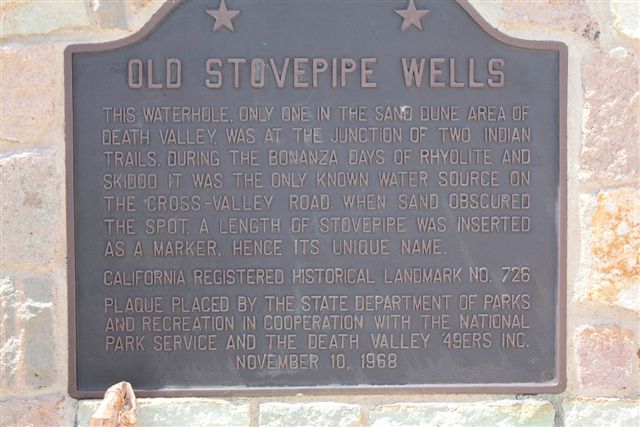 OLD STOVEPIPE WELLS
THIS WATERHOLE, ONLY ONE IN THE SAND DUNE AREA OF
DEATH VALLEY, WAS AT THE JUNCTION OF TWO INDIAN
TRAILS. DURING THE BONANZA DAYS OF RHYOLITE AND
SKIDOO IT WAS THE ONLY KNOWN WATER SOURCE ON
THE CROSS-VALLEY ROAD. WHEN SAND OBSCURED
THE SPOT, A LENGTH OF STOVEPIPE WAS INSERTED
AS A MARKER, HENCE ITS UNIQUE NAME.
CALIFORNIA REGISTERED HISTORICAL LANDMARK NO. 726
PLAQUE PLACED BY THE STATE DEPARTMENT OF PARKS
AND RECREATION IN COOPERATION WITH THE NATIONAL
PARK SERVICE AND THE DEATH VALLEY '49ERS INC.
NOVEMBER 10, 1968